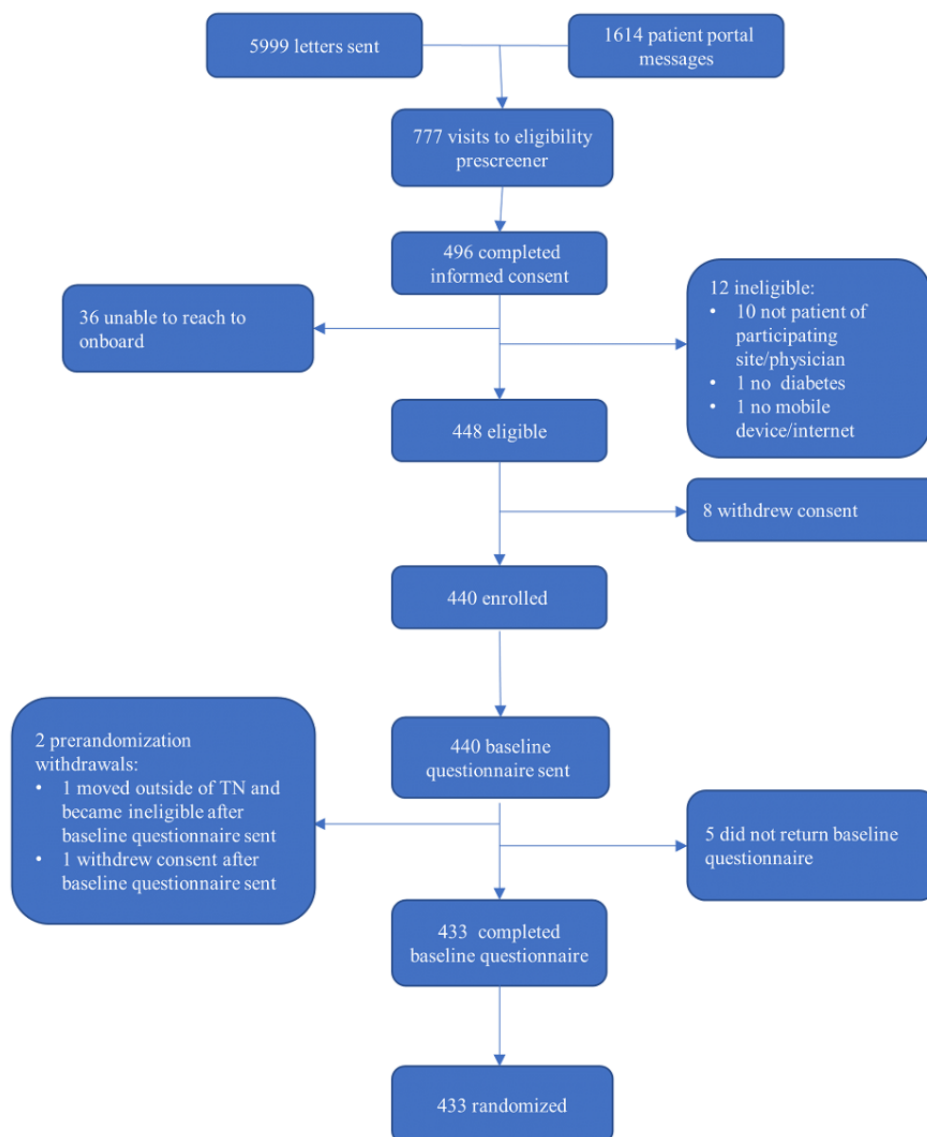 5999 letters sent
1614 patient portal
messages
777 visits to eligibility
prescreener
496 completed
informed consent
36 unable to reach to
onboard
12 ineligible:
• 10 not patient of
participating
site/physician
• 1 no diabetes
• 1 no mobile
device/internet
448 eligible
8 withdrew consent
440 enrolled
440 baseline
questionnaire sent
2 prerandomization
withdrawals:
• 1 moved outside of TN and
became ineligible after
baseline questionnaire sent
• 1 withdrew consent after
baseline questionnaire sent
5 did not return baseline
questionnaire
433 completed
baseline questionnaire
433 randomized